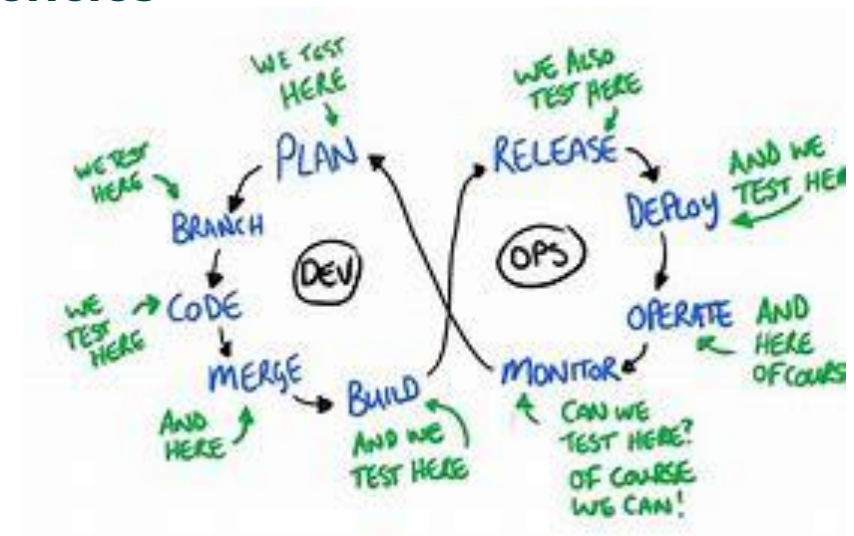 WE TEST
HERE
PLAN
WE TEST
HERE
BRANCH
WE
TEST
HERE
CODE
MERGE
AND
HERE
BUILD
AND WE
TEST HERE
DEV
WE ALSO
TEST HERE
RELEASE
AND WE
TEST HE
DEPLOY
OPS
OPERATE
AND
HERE
OF COURS
MONITOR
CAN WE
TEST HERE?
OF COURSE
WE CAN!